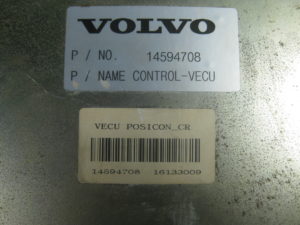 VOLVO
P / NO. 14594708
P / NAME CONTROL-VECU
VECU POSICON_CR
14594708 16133009